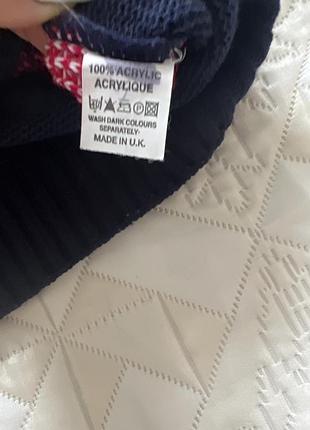 100% ACRYLIC
ACRYLIQUE
WASH DARK COLOURS
SEPARATELY-
MADE IN U.K.